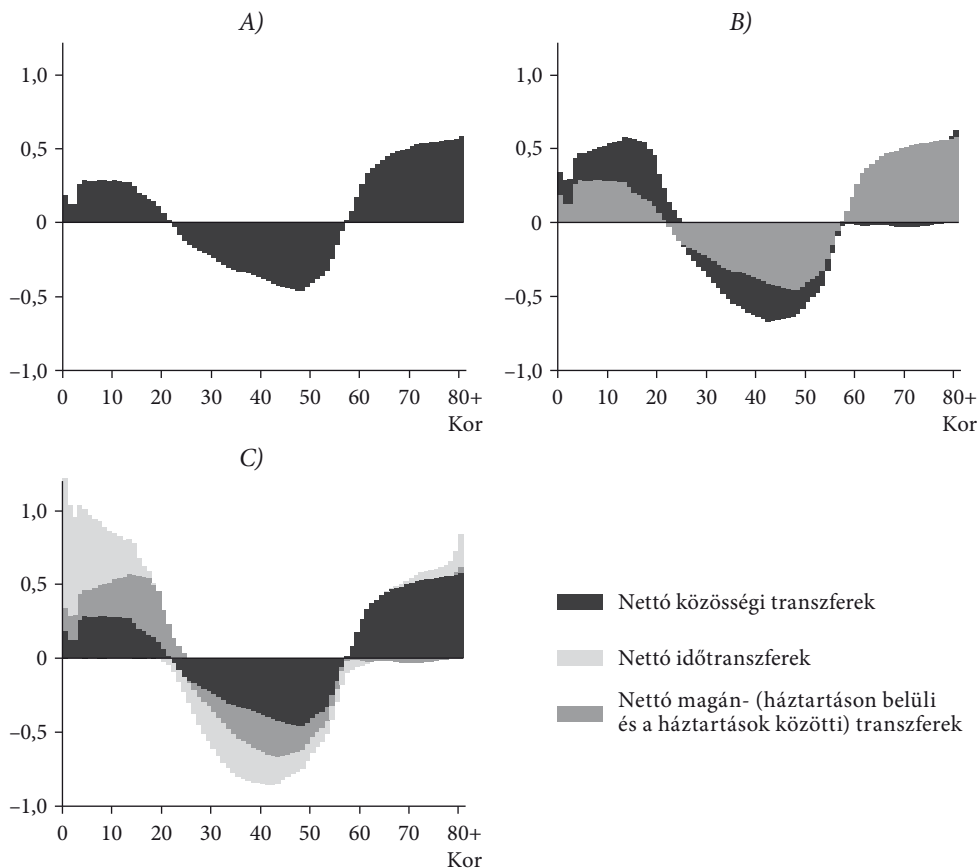 A)
1,0
0,5
0
–0,5
–1,0
0 10 20 30 40 50 60 70 80+
Kor
B)
1,0
0,5
0
–0,5
–1,0
0 10 20 30 40 50 60 70 80+
Kor
C)
1,0
0,5
0
–0,5
–1,0
0 10 20 30 40 50 60 70 80+
Kor
Nettó közösségi transzferek
Nettó időtranszferek
Nettó magán- (háztartáson belüli
és a háztartások közötti) transzferek